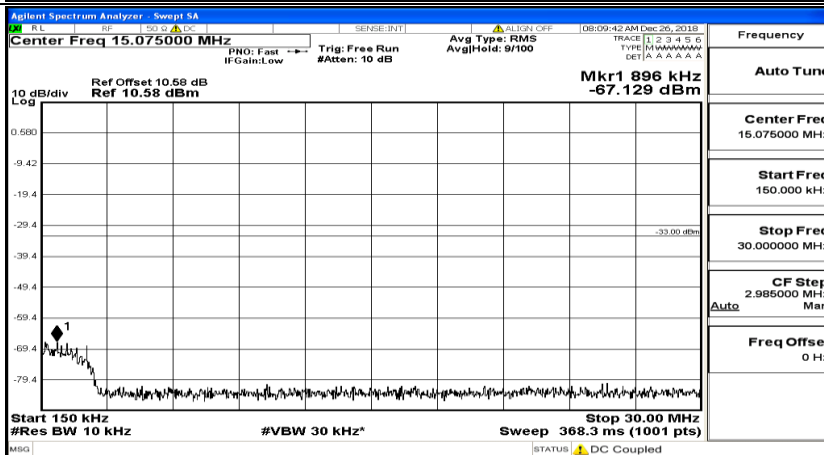 Agilent Spectrum Analyzer - Swept SA
LXI RL RF 50 Ω DC SENSE:INT ALIGN OFF 08:09:42 AM Dec 26, 2018
Center Freq 15.075000 MHz
PNO: Fast
IFGain:Low
Trig: Free Run
#Atten: 10 dB
Avg Type: RMS
Avg|Hold: 9/100
TRACE 1 2 3 4 5 6
TYPE M WWWWW
DET A A A A A A
Ref Offset 10.58 dB
Ref 10.58 dBm
10 dB/div
Log
Mkr1 896 kHz
-67.129 dBm
0.580
-9.42
-19.4
-29.4
-33.00 dBm
-39.4
-49.4
-59.4
1
-69.4
-79.4
Start 150 kHz
Stop 30.00 MHz
#Res BW 10 kHz
#VBW 30 kHz*
Sweep 368.3 ms (1001 pts)
MSG
STATUS DC Coupled
Frequency
Auto Tune
Center Freq
15.075000 MHz
Start Freq
150.000 kHz
Stop Freq
30.000000 MHz
CF Step
2.985000 MHz
Auto Man
Freq Offset
0 Hz